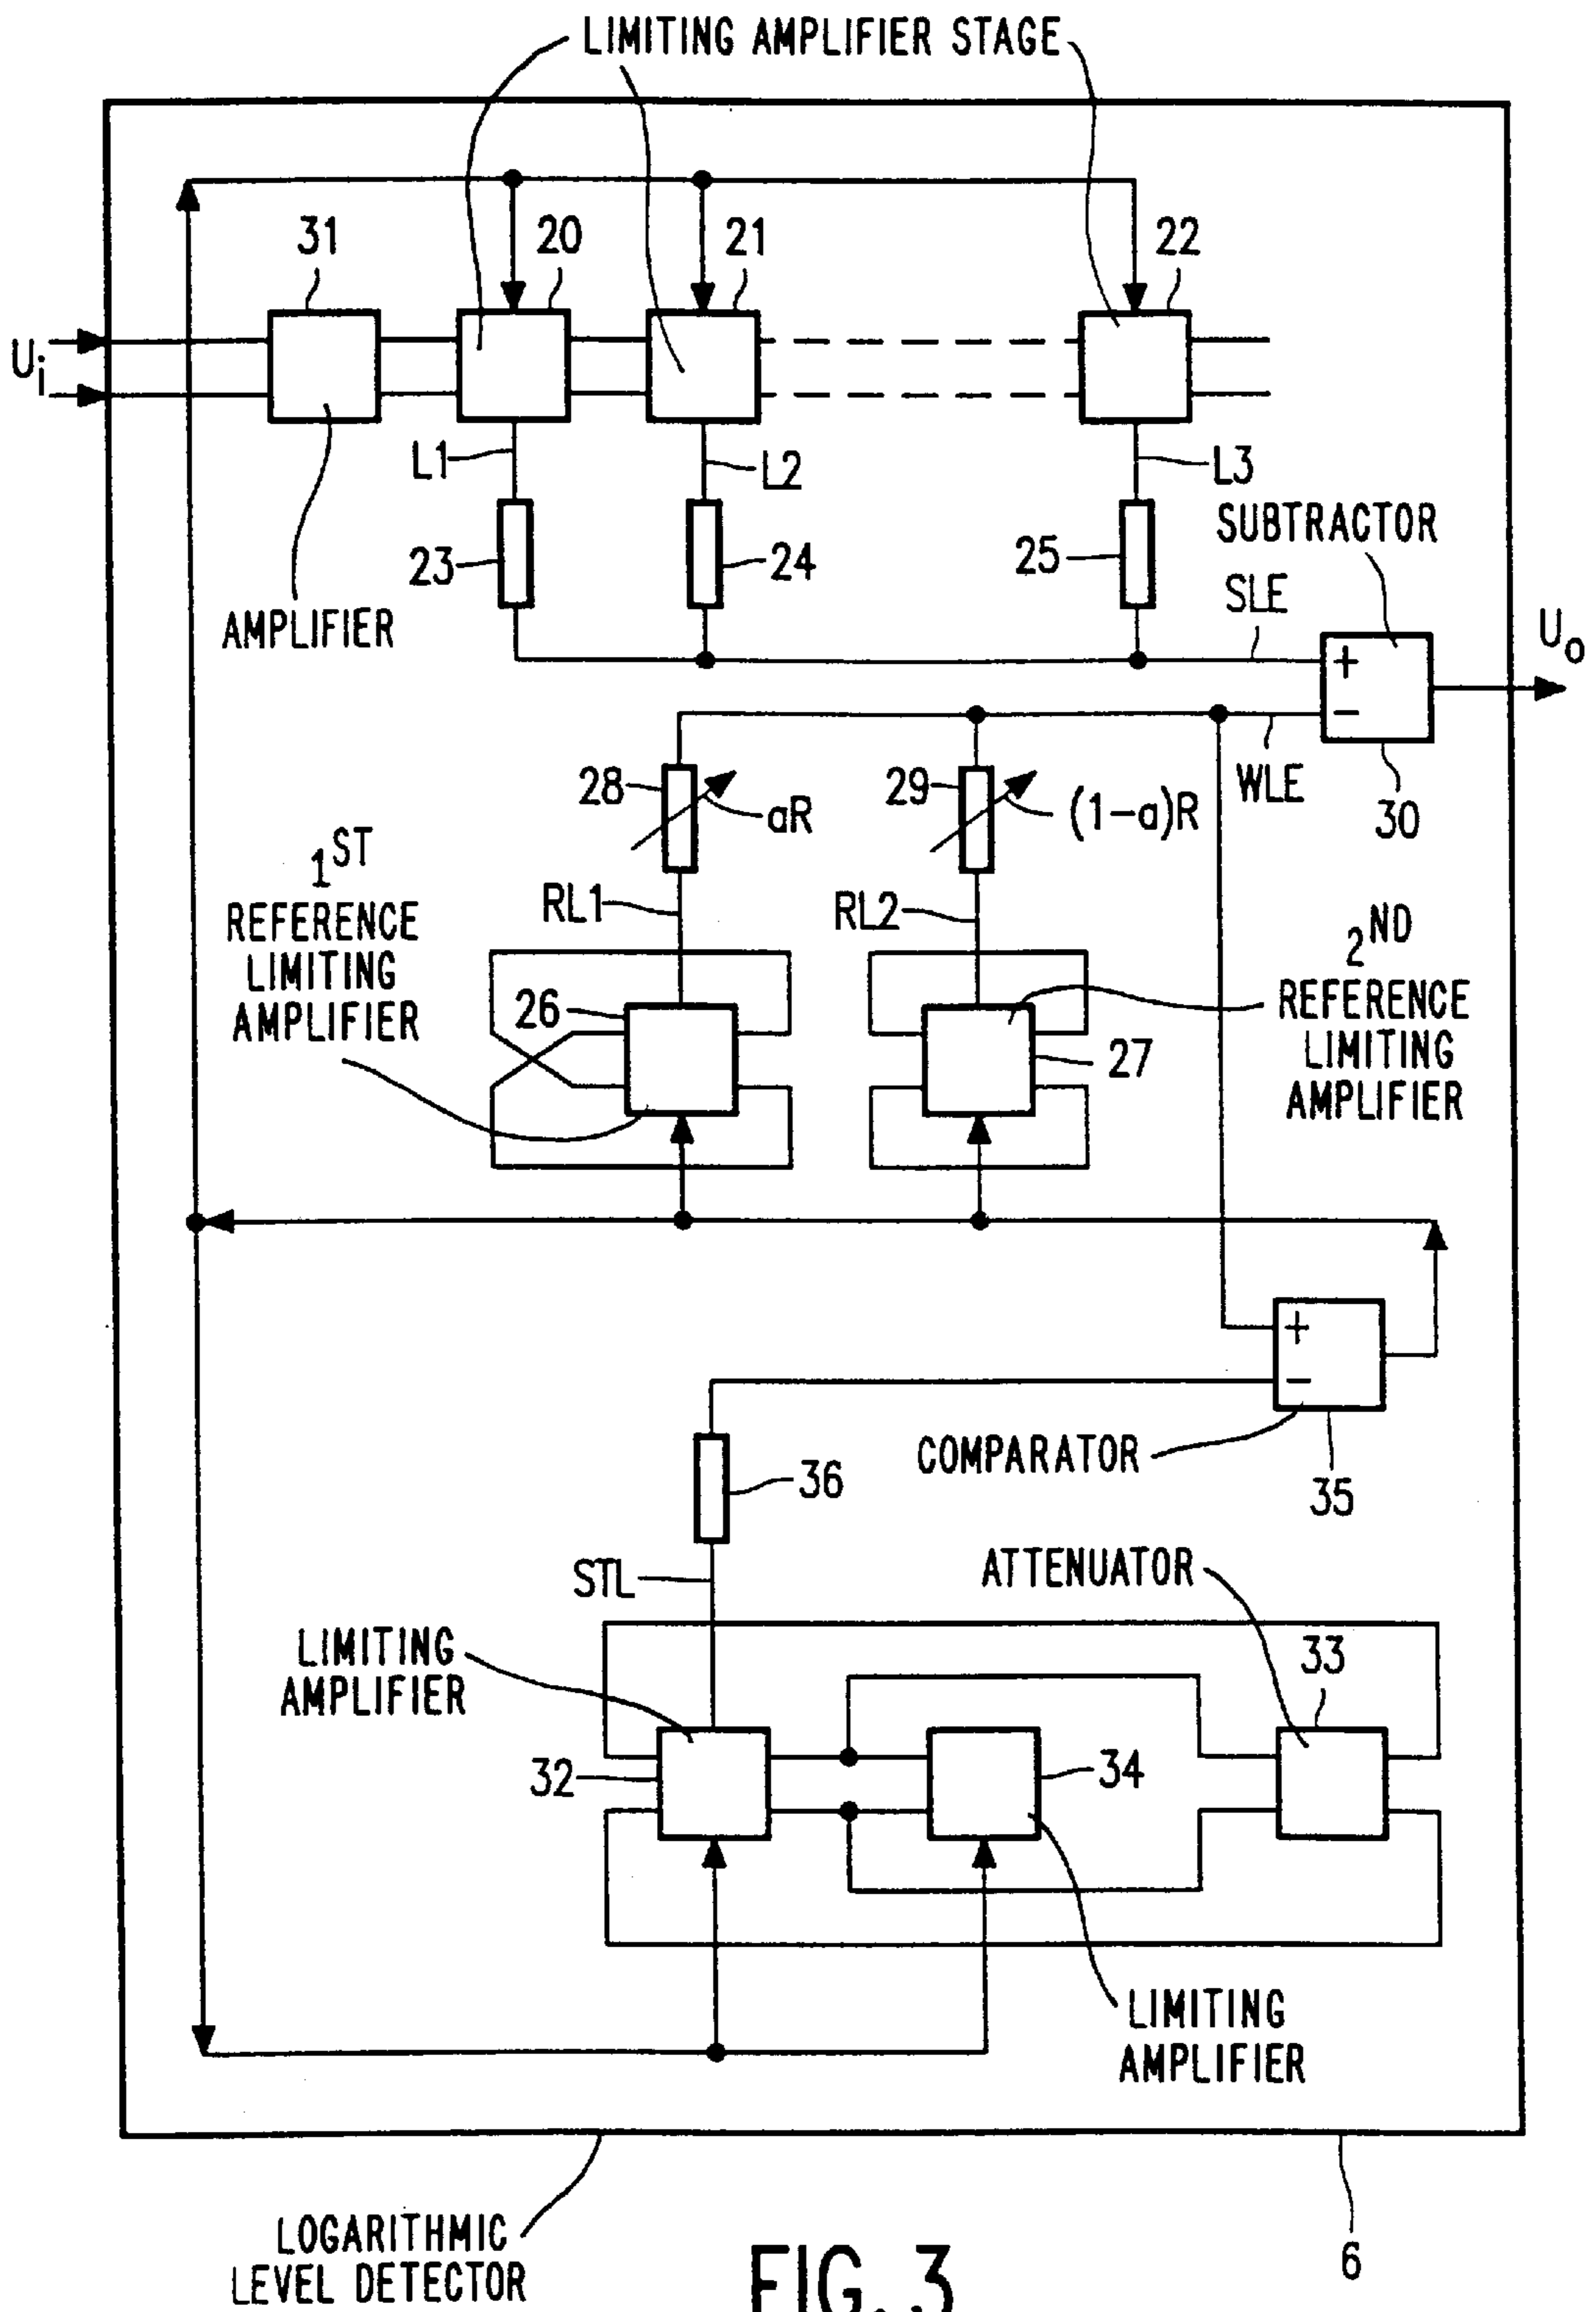 LIMITING AMPLIFIER STAGE
31
20
21
22
Ui
L1
L2
L3
23
24
25
SUBTRACTOR
SLE
AMPLIFIER
+
−
Uo
30
WLE
28
aR
29
(1−a)R
1ST
REFERENCE
LIMITING
AMPLIFIER
RL1
RL2
2ND
REFERENCE
LIMITING
AMPLIFIER
26
27
+
−
COMPARATOR
35
36
STL
ATTENUATOR
33
LIMITING
AMPLIFIER
32
34
LIMITING
AMPLIFIER
LOGARITHMIC
LEVEL DETECTOR
6
FIG. 3